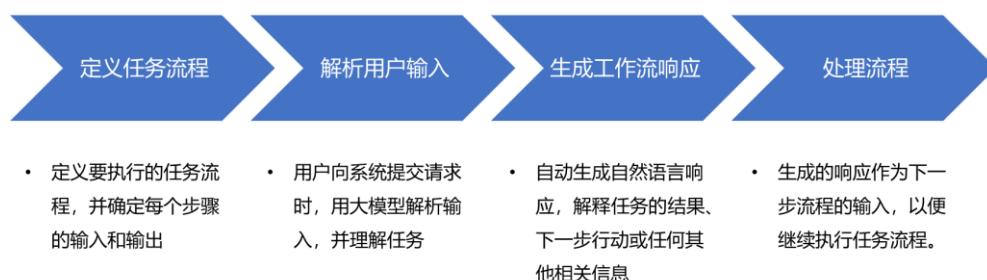 定义任务流程
解析用户输入
生成工作流响应
处理流程
• 定义要执行的任务流
程，并确定每个步骤
的输入和输出
• 用户向系统提交请求
时，用大模型解析输
入，并理解任务
• 自动生成自然语言响
应，解释任务的结果、
下一步行动或任何其
他相关信息
• 生成的响应作为下一
步流程的输入，以便
继续执行任务流程。